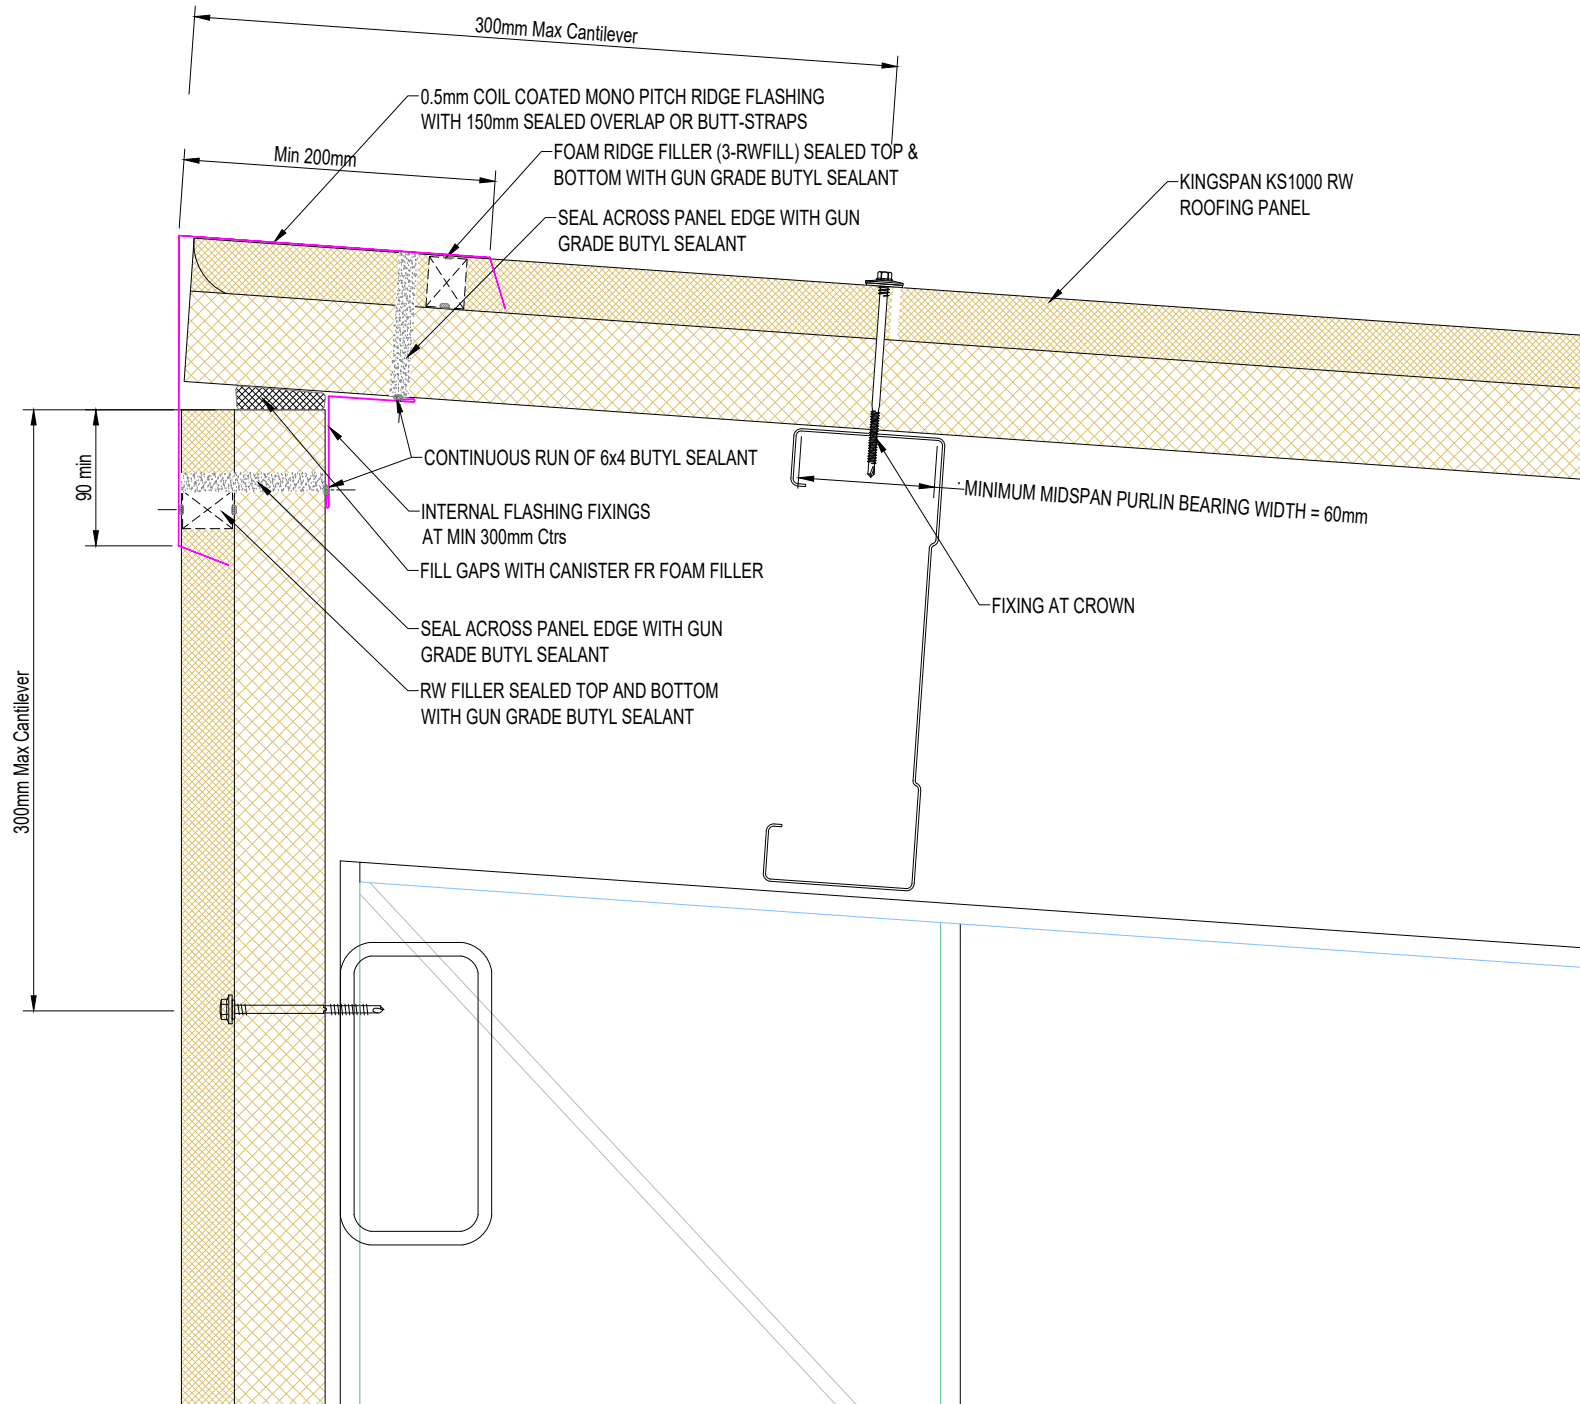 300mm Max Cantilever
0.5mm COIL COATED MONO PITCH RIDGE FLASHING
WITH 150mm SEALED OVERLAP OR BUTT-STRAPS
Min 200mm
FOAM RIDGE FILLER (3-RWFILL) SEALED TOP &
BOTTOM WITH GUN GRADE BUTYL SEALANT
KINGSPAN KS1000 RW
ROOFING PANEL
SEAL ACROSS PANEL EDGE WITH GUN
GRADE BUTYL SEALANT
90 min
CONTINUOUS RUN OF 6x4 BUTYL SEALANT
MINIMUM MIDSPAN PURLIN BEARING WIDTH = 60mm
INTERNAL FLASHING FIXINGS
AT MIN 300mm Ctrs
FILL GAPS WITH CANISTER FR FOAM FILLER
FIXING AT CROWN
SEAL ACROSS PANEL EDGE WITH GUN
GRADE BUTYL SEALANT
RW FILLER SEALED TOP AND BOTTOM
WITH GUN GRADE BUTYL SEALANT
300mm Max Cantilever